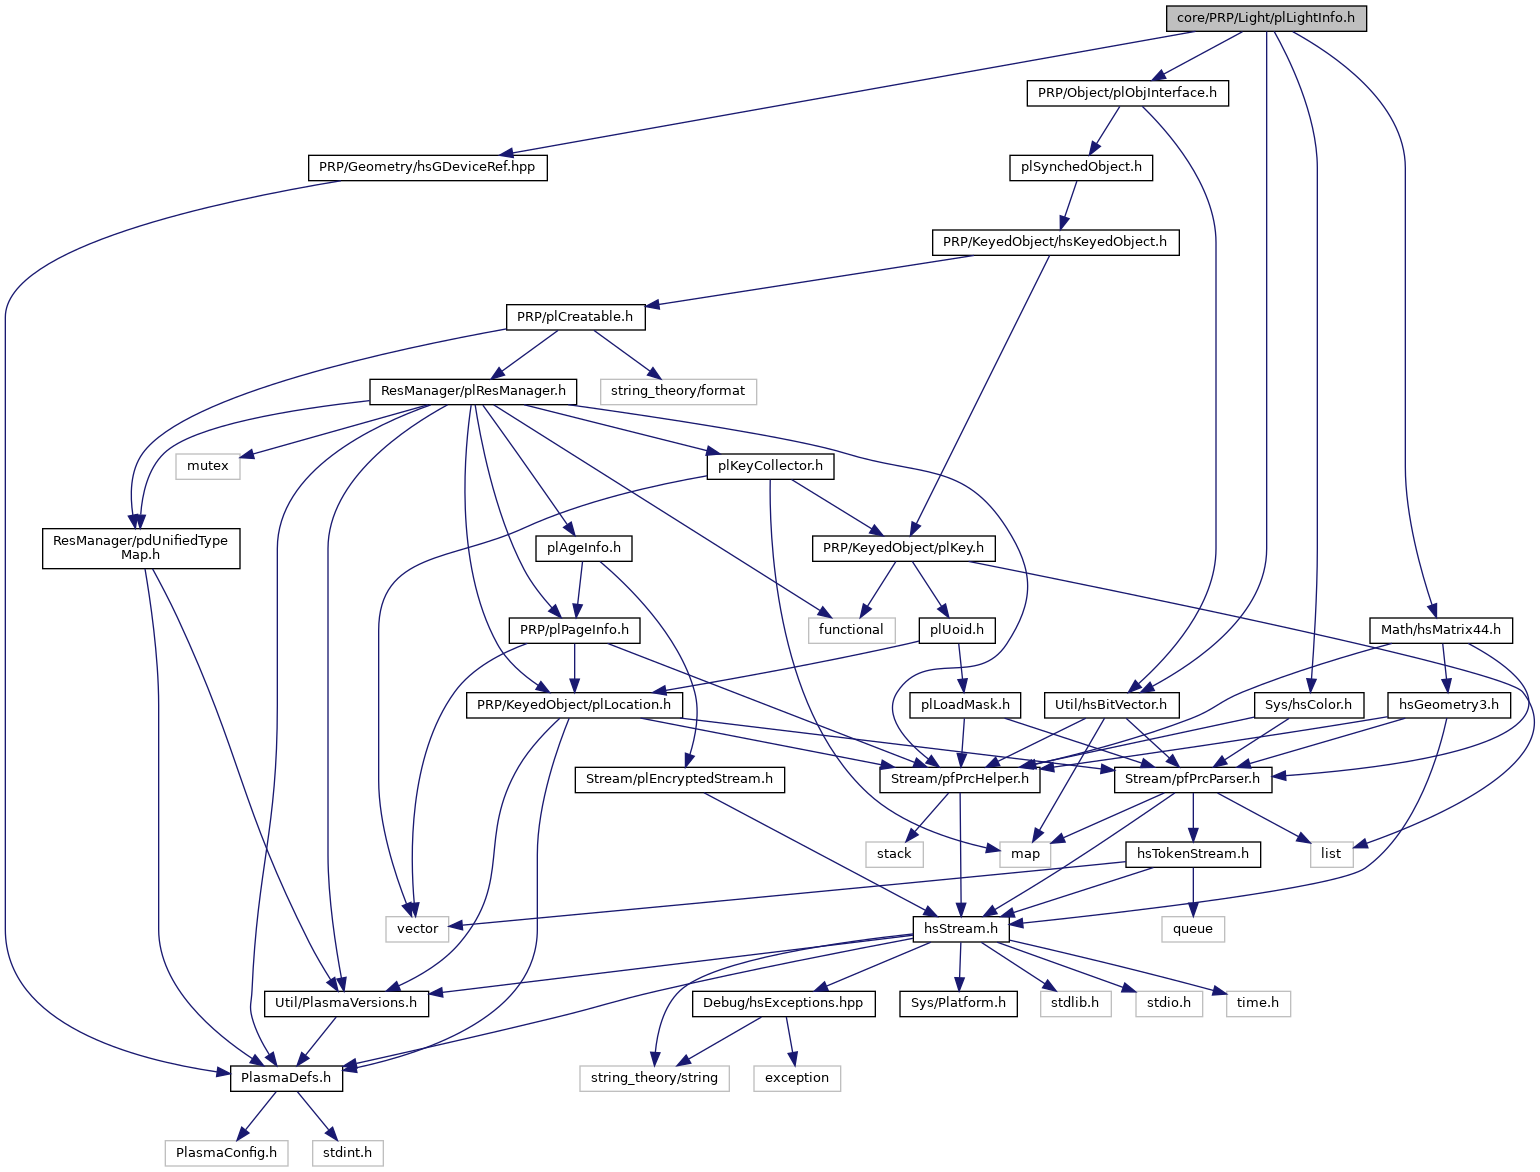 core/PRP/Light/plLightInfo.h
PRP/Object/plObjInterface.h
PRP/Geometry/hsGDeviceRef.hpp
plSynchedObject.h
PRP/KeyedObject/hsKeyedObject.h
PRP/plCreatable.h
ResManager/plResManager.h
string_theory/format
mutex
plKeyCollector.h
ResManager/pdUnifiedType
Map.h
plAgeInfo.h
PRP/KeyedObject/plKey.h
PRP/plPageInfo.h
functional
plUoid.h
Math/hsMatrix44.h
PRP/KeyedObject/plLocation.h
plLoadMask.h
Util/hsBitVector.h
Sys/hsColor.h
hsGeometry3.h
Stream/plEncryptedStream.h
Stream/pfPrcHelper.h
Stream/pfPrcParser.h
stack
map
hsTokenStream.h
list
vector
hsStream.h
queue
Util/PlasmaVersions.h
Debug/hsExceptions.hpp
Sys/Platform.h
stdlib.h
stdio.h
time.h
PlasmaDefs.h
string_theory/string
exception
PlasmaConfig.h
stdint.h